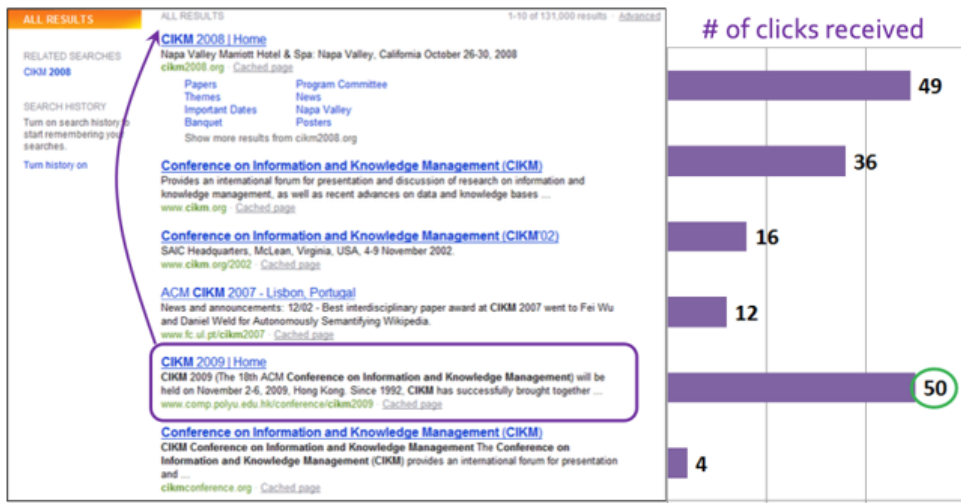 ALL RESULTS
RELATED SEARCHES
CIKM 2008
SEARCH HISTORY
Turn on search history to
start remembering your
searches.
Turn history on
ALL RESULTS 1-10 of 131,000 results · Advanced
CIKM 2008 | Home
Napa Valley Marriott Hotel & Spa: Napa Valley, California October 26-30, 2008
cikm2008.org · Cached page
Papers Program Committee
Themes News
Important Dates Napa Valley
Banquet Posters
Show more results from cikm2008.org
Conference on Information and Knowledge Management (CIKM)
Provides an international forum for presentation and discussion of research on information and
knowledge management, as well as recent advances on data and knowledge bases ...
www.cikm.org · Cached page
Conference on Information and Knowledge Management (CIKM'02)
SAIC Headquarters, McLean, Virginia, USA, 4-9 November 2002.
www.cikm.org/2002 · Cached page
ACM CIKM 2007 - Lisbon, Portugal
News and announcements: 12/02 - Best interdisciplinary paper award at CIKM 2007 went to Fei Wu
and Daniel Weld for Autonomously Semantifying Wikipedia.
www.fc.ul.pt/cikm2007 · Cached page
CIKM 2009 | Home
CIKM 2009 (The 18th ACM Conference on Information and Knowledge Management) will be
held on November 2-6, 2009, Hong Kong. Since 1992, CIKM has successfully brought together ...
www.comp.polyu.edu.hk/conference/cikm2009 · Cached page
Conference on Information and Knowledge Management (CIKM)
CIKM Conference on Information and Knowledge Management The Conference on
Information and Knowledge Management (CIKM) provides an international forum for presentation
and ...
cikmconference.org · Cached page
# of clicks received
49
36
16
12
50
4